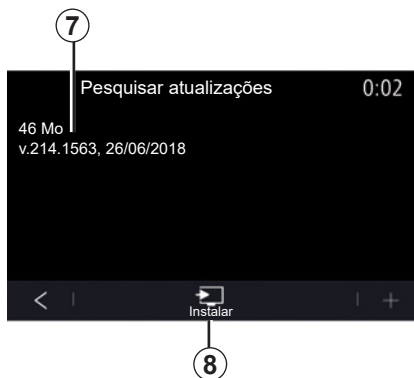 7
Pesquisar atualizações 0:02
46 Mo
v.214.1563, 26/06/2018
Instalar
8